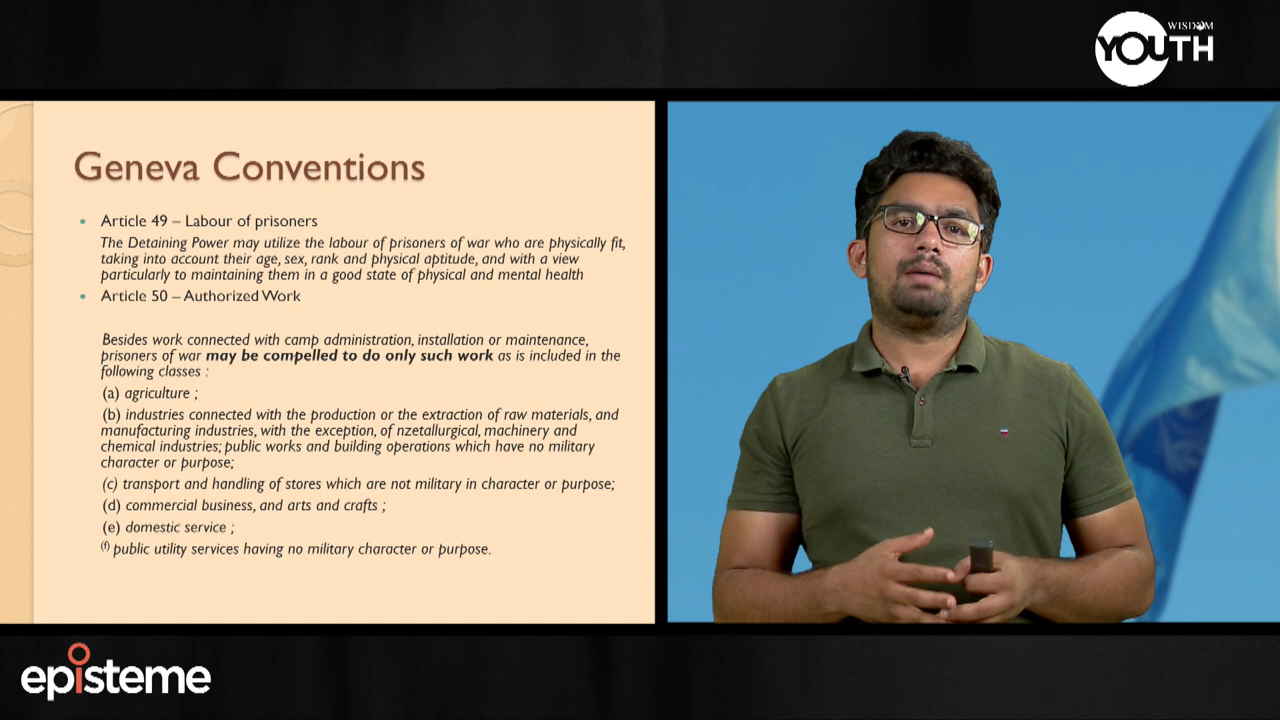 WISDOM
YOUTH
Geneva Conventions
• Article 49 – Labour of prisoners
The Detaining Power may utilize the labour of prisoners of war who are physically fit,
taking into account their age, sex, rank and physical aptitude, and with a view
particularly to maintaining them in a good state of physical and mental health
• Article 50 – Authorized Work
Besides work connected with camp administration, installation or maintenance,
prisoners of war may be compelled to do only such work as is included in the
following classes :
(a) agriculture ;
(b) industries connected with the production or the extraction of raw materials, and
manufacturing industries, with the exception, of nzetallurgical, machinery and
chemical industries; public works and building operations which have no military
character or purpose;
(c) transport and handling of stores which are not military in character or purpose;
(d) commercial business, and arts and crafts ;
(e) domestic service ;
(f) public utility services having no military character or purpose.
episteme